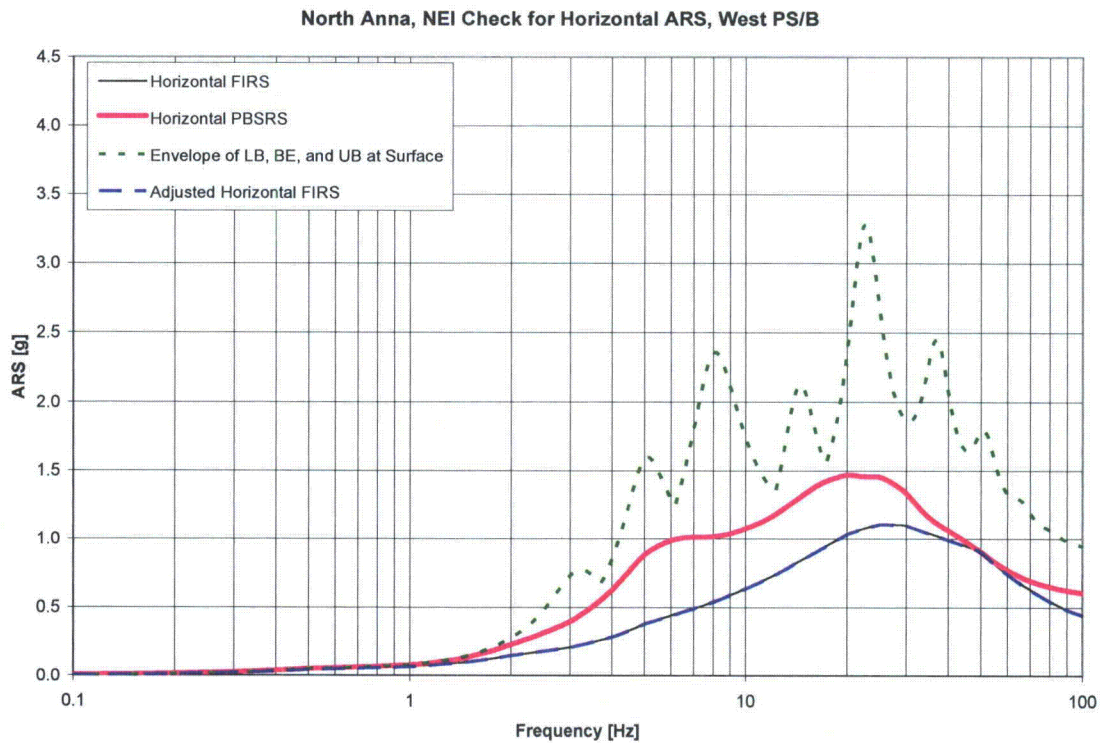 North Anna, NEI Check for Horizontal ARS, West PS/B
4.5
4.0
3.5
3.0
2.5
2.0
1.5
1.0
0.5
0.0
ARS [g]
Horizontal FIRS
Horizontal PBSRS
Envelope of LB, BE, and UB at Surface
Adjusted Horizontal FIRS
0.1 1 10 100
Frequency [Hz]